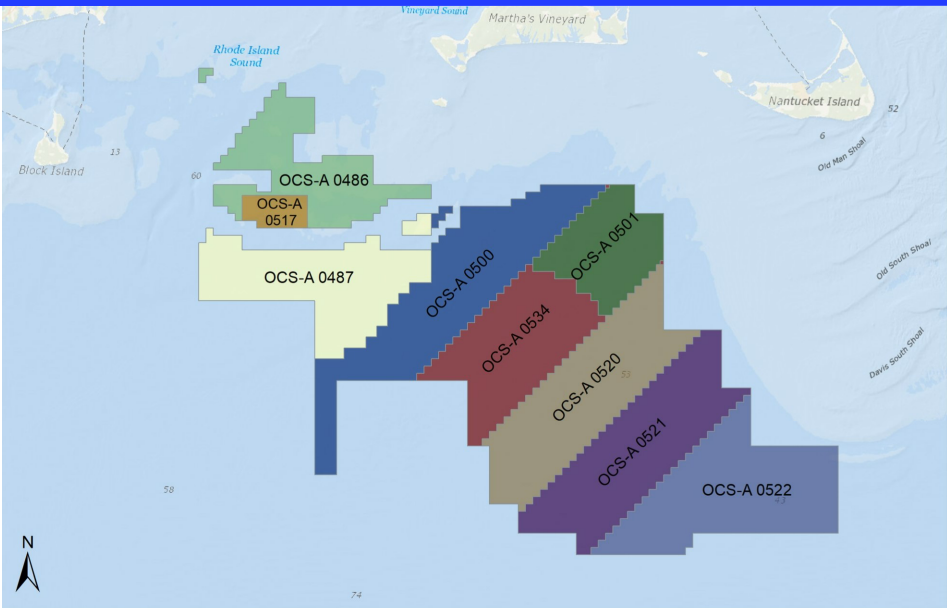 Vineyard Sound
Martha's Vineyard
Rhode Island
Sound
Nantucket Island
52
6
Old Man Shoal
13
Block Island
60
OCS-A 0486
OCS-A
0517
OCS-A 0501
Old South Shoal
OCS-A 0487
OCS-A 0500
OCS-A 0534
Davis South Shoal
OCS-A 0520
53
OCS-A 0521
58
OCS-A 0522
43
N
74